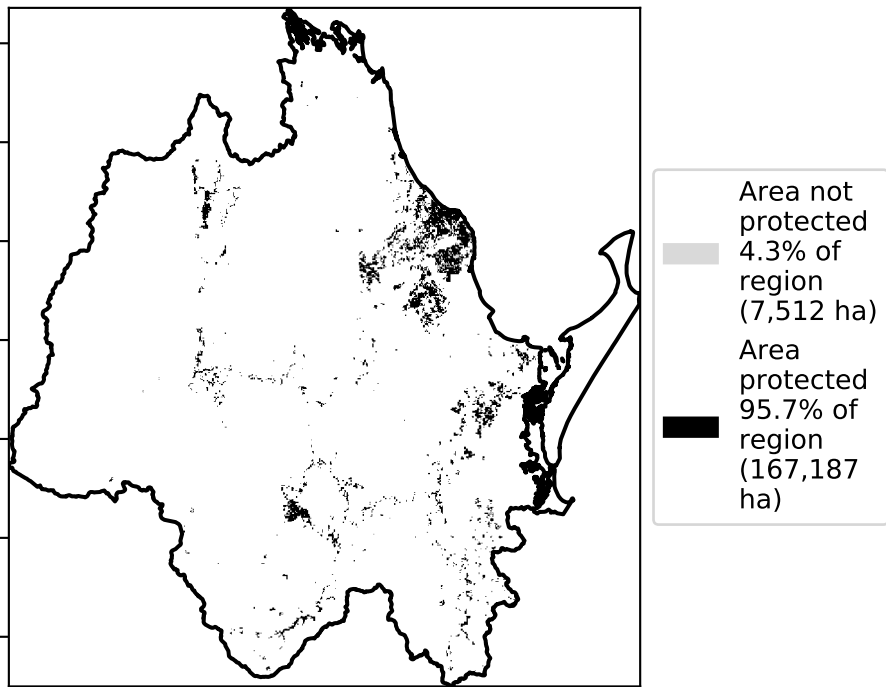 Area not
protected
4.3% of
region
(7,512 ha)
Area
protected
95.7% of
region
(167,187
ha)